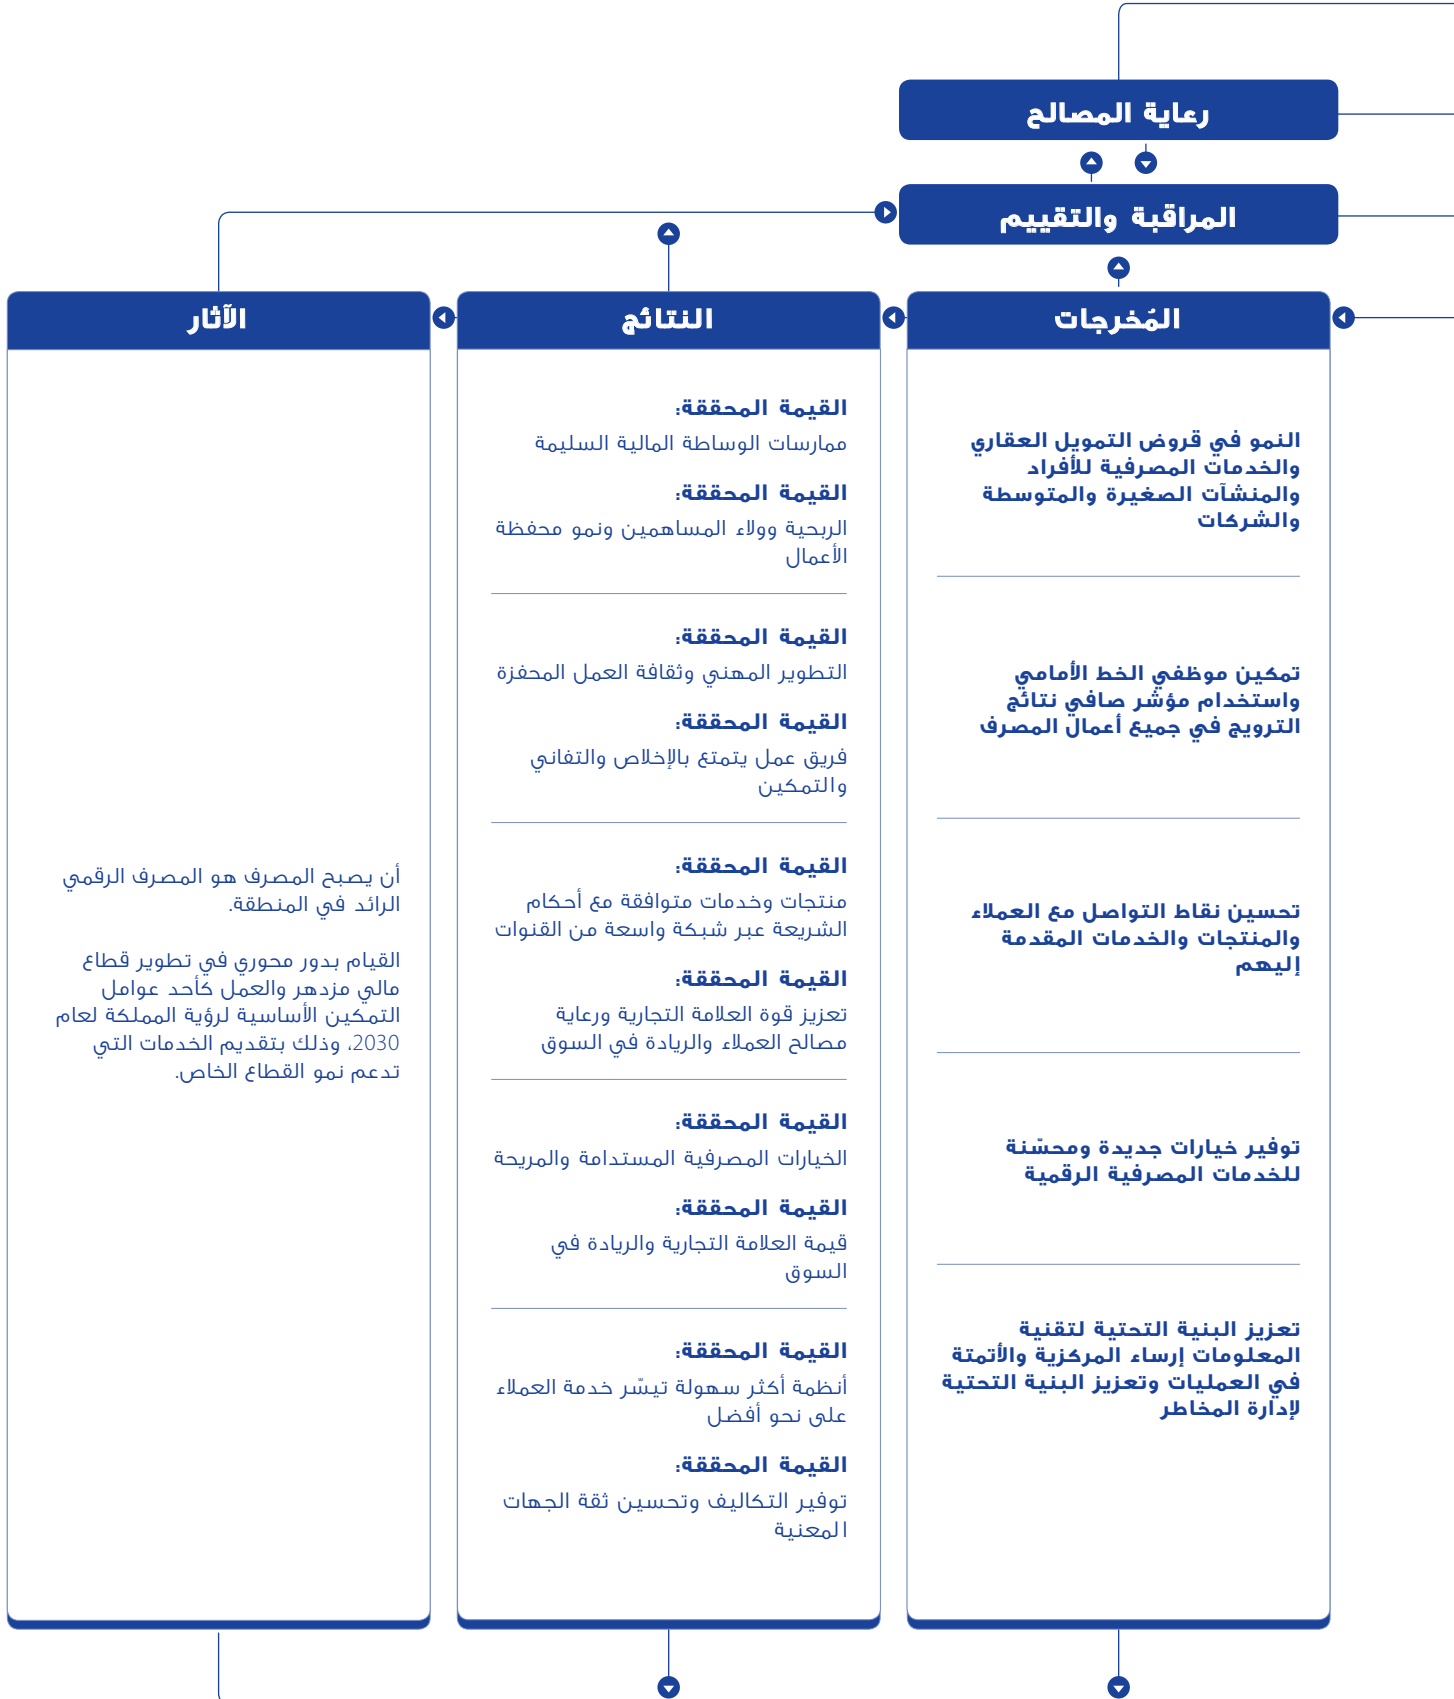 رعاية المصالح
المراقبة والتقييم
المُخرجات
النمو في قروض التمويل العقاري
والخدمات المصرفية للأفراد
والمنشآت الصغيرة والمتوسطة
والشركات
تمكين موظفي الخط الأمامي
واستخدام مؤشر صافي نتائج
الترويج في جميع أعمال المصرف
تحسين نقاط التواصل مع العملاء
والمنتجات والخدمات المقدمة
إليهم
توفير خيارات جديدة ومحسّنة
للخدمات المصرفية الرقمية
تعزيز البنية التحتية لتقنية
المعلومات إرساء المركزية والأتمتة
في العمليات وتعزيز البنية التحتية
لإدارة المخاطر
النتائج
القيمة المحققة:
ممارسات الوساطة المالية السليمة
القيمة المحققة:
الربحية وولاء المساهمين ونمو محفظة
الأعمال
القيمة المحققة:
التطوير المهني وثقافة العمل المحفزة
القيمة المحققة:
فريق عمل يتمتع بالإخلاص والتفاني
والتمكين
القيمة المحققة:
منتجات وخدمات متوافقة مع أحكام
الشريعة عبر شبكة واسعة من القنوات
القيمة المحققة:
تعزيز قوة العلامة التجارية ورعاية
مصالح العملاء والريادة في السوق
القيمة المحققة:
الخيارات المصرفية المستدامة والمريحة
القيمة المحققة:
قيمة العلامة التجارية والريادة في
السوق
القيمة المحققة:
أنظمة أكثر سهولة تيسّر خدمة العملاء
على نحو أفضل
القيمة المحققة:
توفير التكاليف وتحسين ثقة الجهات
المعنية
الآثار
أن يصبح المصرف هو المصرف الرقمي
الرائد في المنطقة.
القيام بدور محوري في تطوير قطاع
مالي مزدهر والعمل كأحد عوامل
التمكين الأساسية لرؤية المملكة لعام
2030، وذلك بتقديم الخدمات التي
تدعم نمو القطاع الخاص.